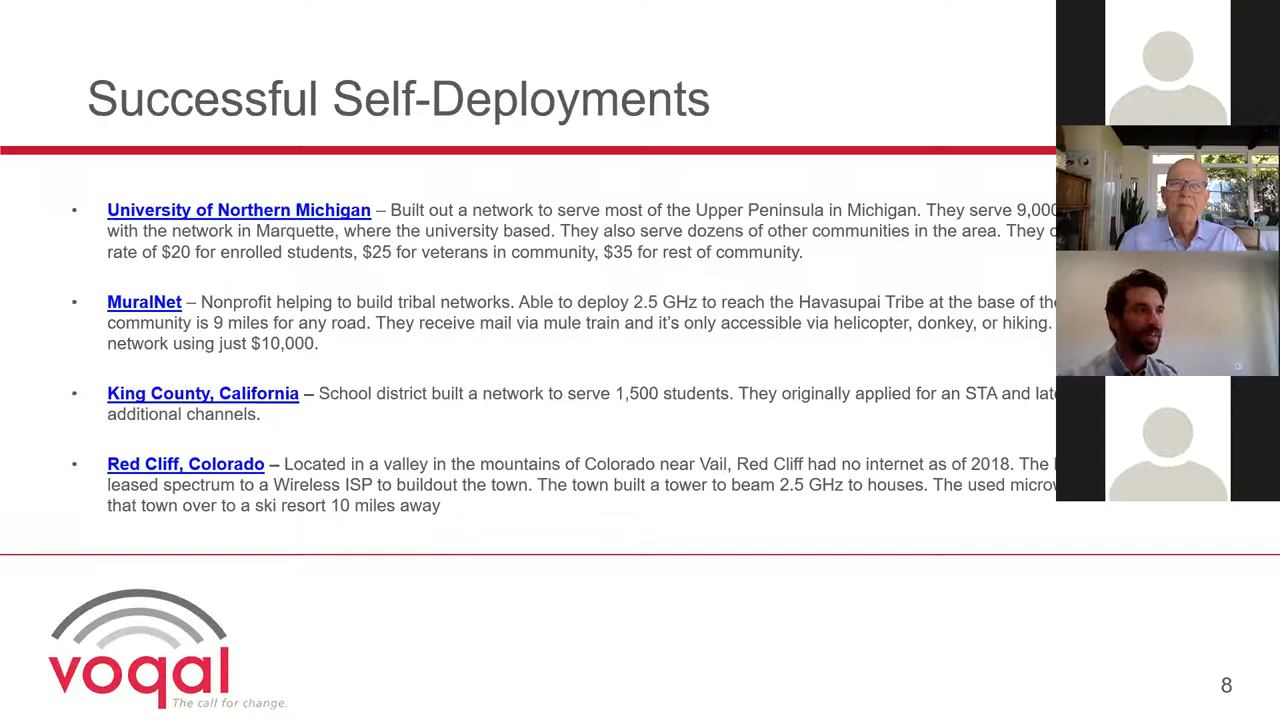 Successful Self-Deployments
• University of Northern Michigan – Built out a network to serve most of the Upper Peninsula in Michigan. They serve 9,000
with the network in Marquette, where the university based. They also serve dozens of other communities in the area. They
rate of $20 for enrolled students, $25 for veterans in community, $35 for rest of community.
• MuralNet – Nonprofit helping to build tribal networks. Able to deploy 2.5 GHz to reach the Havasupai Tribe at the base of the
community is 9 miles for any road. They receive mail via mule train and it's only accessible via helicopter, donkey, or hiking.
network using just $10,000.
• King County, California – School district built a network to serve 1,500 students. They originally applied for an STA and
additional channels.
• Red Cliff, Colorado – Located in a valley in the mountains of Colorado near Vail, Red Cliff had no internet as of 2018. The
leased spectrum to a Wireless ISP to buildout the town. The town built a tower to beam 2.5 GHz to houses. The used
that town over to a ski resort 10 miles away
voqal
The call for change.
8